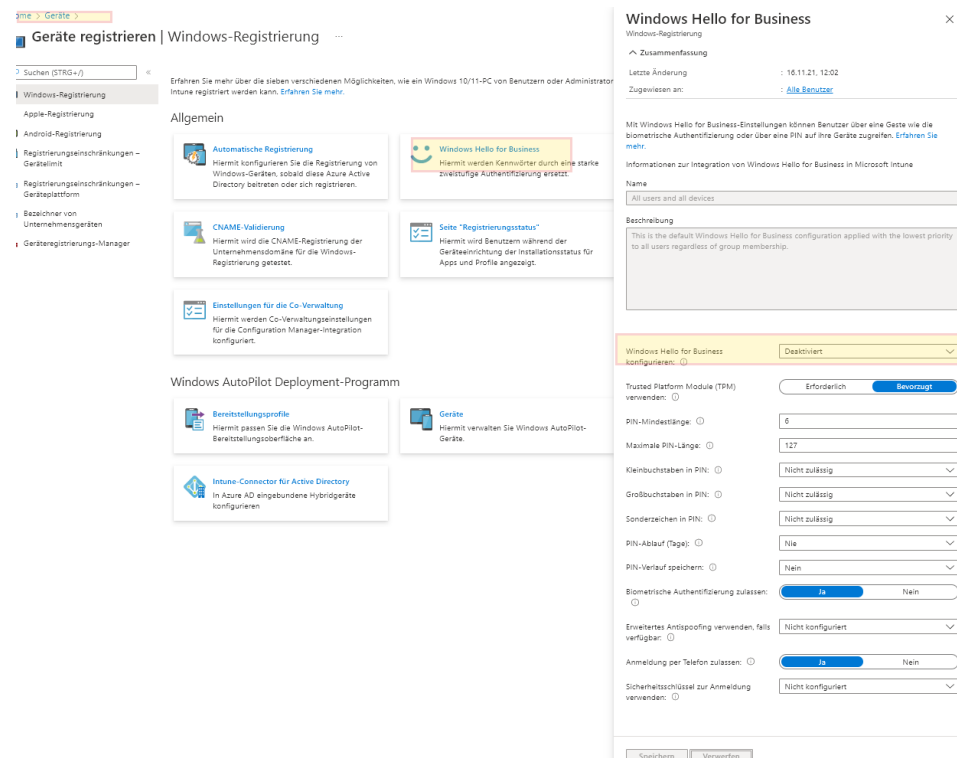 ome > Geräte >
Geräte registrieren | Windows-Registrierung ...
Suchen (STRG+/) «
Windows-Registrierung
Apple-Registrierung
Android-Registrierung
Registrierungseinschränkungen –
Gerätelimit
Registrierungseinschränkungen –
Geräteplattform
Bezeichner von
Unternehmensgeräten
Geräteregistrierungs-Manager
Erfahren Sie mehr über die sieben verschiedenen Möglichkeiten, wie ein Windows 10/11-PC von Benutzern oder Administrator
Intune registriert werden kann. Erfahren Sie mehr.
Allgemein
Automatische Registrierung
Hiermit konfigurieren Sie die Registrierung von
Windows-Geräten, sobald diese Azure Active
Directory beitreten oder sich registrieren.
Windows Hello for Business
Hiermit werden Kennwörter durch eine starke
zweistufige Authentifizierung ersetzt.
CNAME-Validierung
Hiermit wird die CNAME-Registrierung der
Unternehmensdomäne für die Windows-
Registrierung getestet.
Seite "Registrierungsstatus"
Hiermit wird Benutzern während der
Geräteeinrichtung der Installationsstatus für
Apps und Profile angezeigt.
Einstellungen für die Co-Verwaltung
Hiermit werden Co-Verwaltungseinstellungen
für die Configuration Manager-Integration
konfiguriert.
Windows AutoPilot Deployment-Programm
Bereitstellungsprofile
Hiermit passen Sie die Windows AutoPilot-
Bereitstellungsoberfläche an.
Geräte
Hiermit verwalten Sie Windows AutoPilot-
Geräte.
Intune-Connector für Active Directory
In Azure AD eingebundene Hybridgeräte
konfigurieren
Windows Hello for Business
Windows-Registrierung
Zusammenfassung
Letzte Änderung : 16.11.21, 12:02
Zugewiesen an: : Alle Benutzer
Mit Windows Hello for Business-Einstellungen können Benutzer über eine Geste wie die
biometrische Authentifizierung oder über eine PIN auf ihre Geräte zugreifen. Erfahren Sie
mehr.
Informationen zur Integration von Windows Hello for Business in Microsoft Intune
Name
All users and all devices
Beschreibung
This is the default Windows Hello for Business configuration applied with the lowest priority
to all users regardless of group membership.
Windows Hello for Business
konfigurieren: Deaktiviert
Trusted Platform Module (TPM)
verwenden: Erforderlich Bevorzugt
PIN-Mindestlänge: 6
Maximale PIN-Länge: 127
Kleinbuchstaben in PIN: Nicht zulässig
Großbuchstaben in PIN: Nicht zulässig
Sonderzeichen in PIN: Nicht zulässig
PIN-Ablauf (Tage): Nie
PIN-Verlauf speichern: Nein
Biometrische Authentifizierung zulassen: Ja Nein
Erweitertes Antispoofing verwenden, falls
verfügbar: Nicht konfiguriert
Anmeldung per Telefon zulassen: Ja Nein
Sicherheitsschlüssel zur Anmeldung
verwenden: Nicht konfiguriert
Speichern Verwerfen